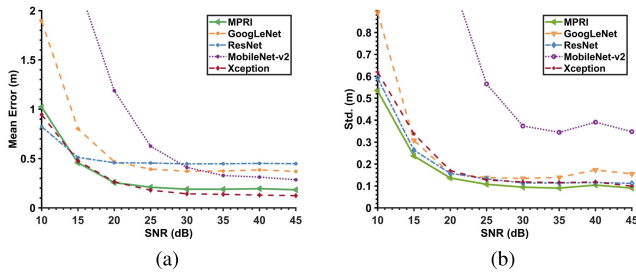 2
1.5
1
0.5
0
10 15 20 25 30 35 40 45
SNR (dB)
Mean Error (m)
MPRI
GoogLeNet
ResNet
MobileNet-v2
Xception
(a)
0.9
0.8
0.7
0.6
0.5
0.4
0.3
0.2
0.1
0
10 15 20 25 30 35 40 45
SNR (dB)
Std. (m)
MPRI
GoogLeNet
ResNet
MobileNet-v2
Xception
(b)